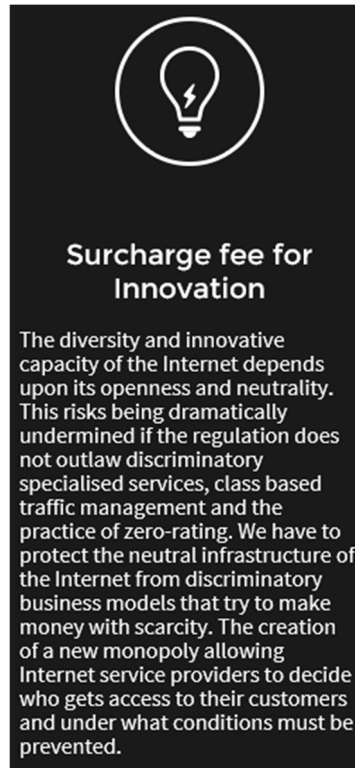 Surcharge fee for
Innovation
The diversity and innovative
capacity of the Internet depends
upon its openness and neutrality.
This risks being dramatically
undermined if the regulation does
not outlaw discriminatory
specialised services, class based
traffic management and the
practice of zero-rating. We have to
protect the neutral infrastructure of
the Internet from discriminatory
business models that try to make
money with scarcity. The creation
of a new monopoly allowing
Internet service providers to decide
who gets access to their customers
and under what conditions must be
prevented.